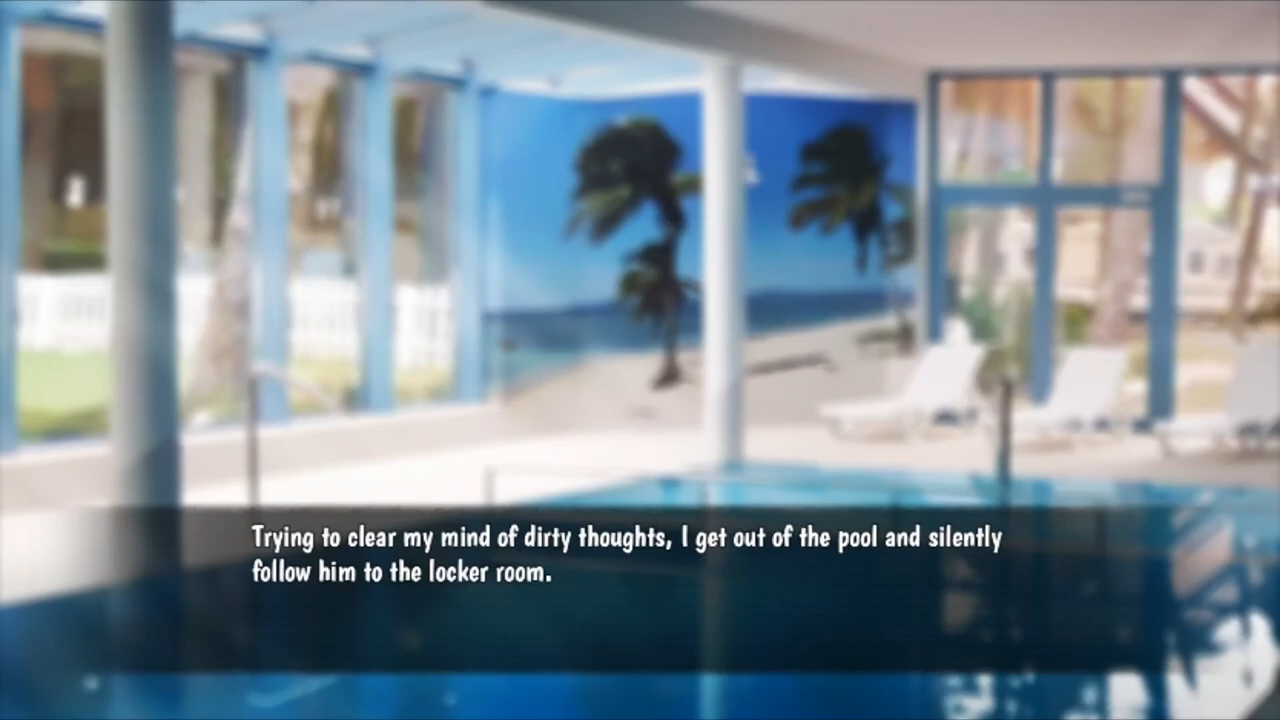 Trying to clear my mind of dirty thoughts, I get out of the pool and silently
follow him to the locker room.